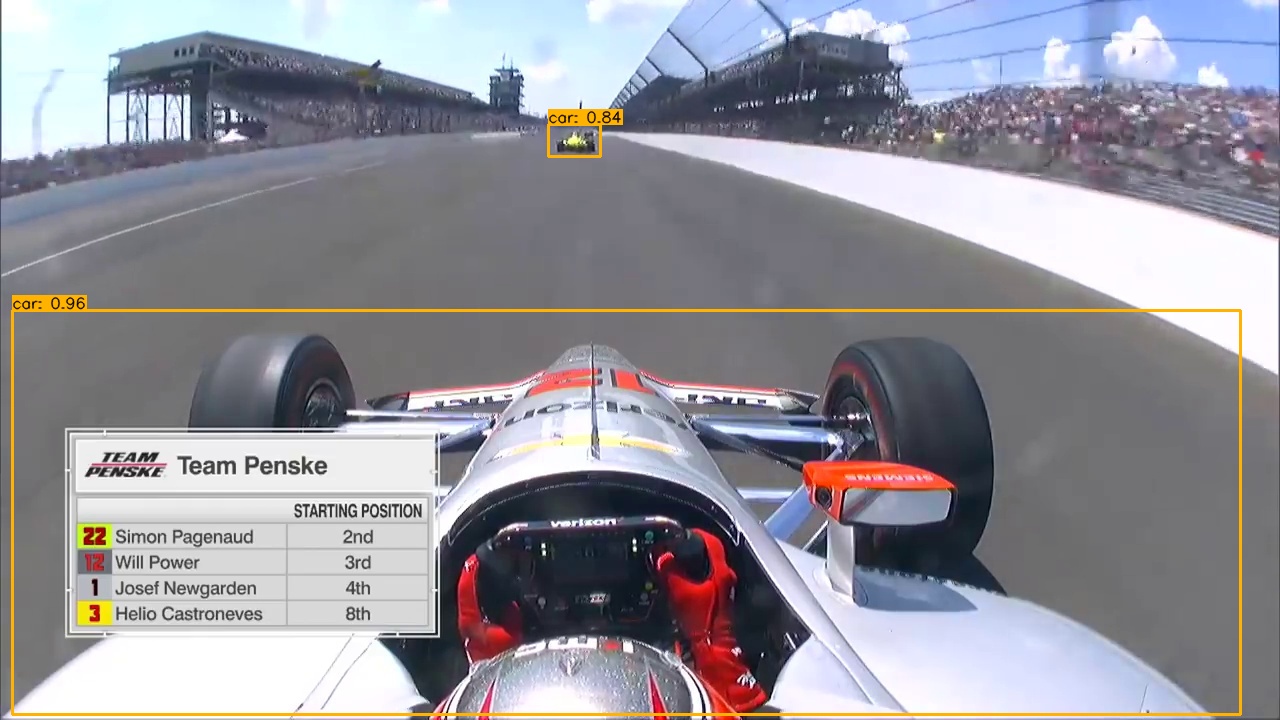 car: 0.84
car: 0.96
TEAM PENSKE Team Penske
STARTING POSITION
22 Simon Pagenaud 2nd
12 Will Power 3rd
1 Josef Newgarden 4th
3 Helio Castroneves 8th
SIEMENS
verizon